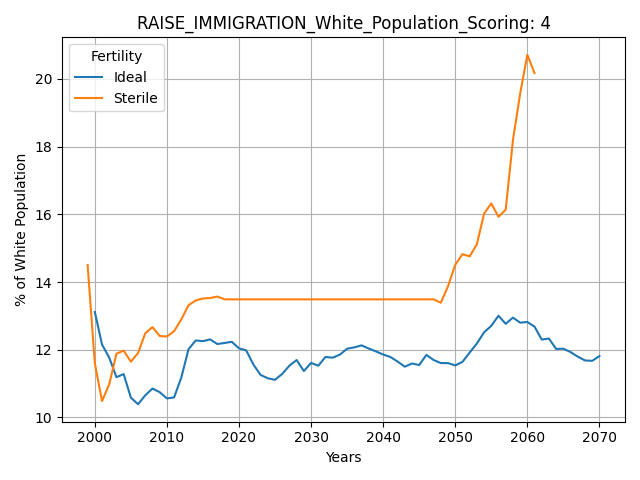 RAISE_IMMIGRATION_White_Population_Scoring: 4
Fertility
Ideal
Sterile
% of White Population
20
18
16
14
12
10
2000 2010 2020 2030 2040 2050 2060 2070
Years